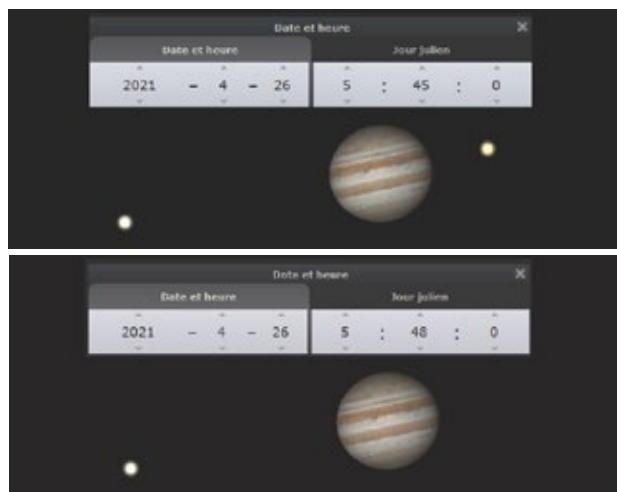 Date et heure
Date et heure Jour julien
2021 - 4 - 26 5 : 45 : 0
Date et heure
Date et heure Jour julien
2021 - 4 - 26 5 : 48 : 0